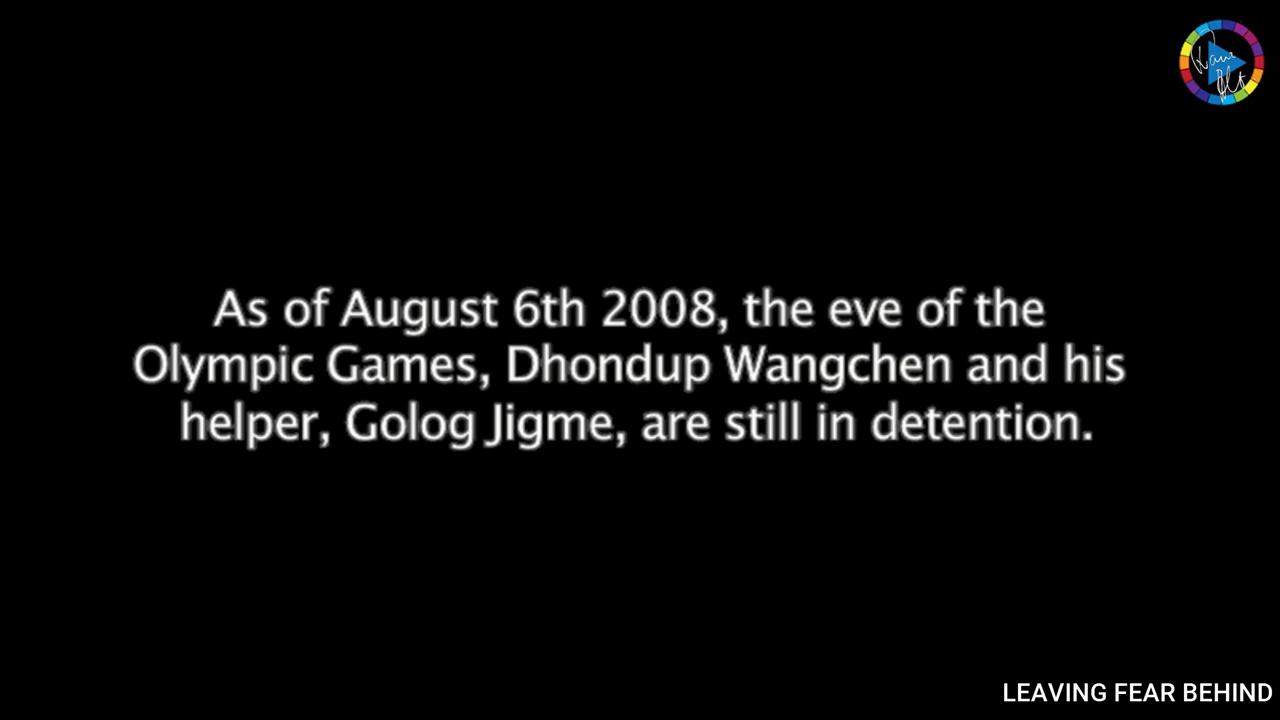 As of August 6th 2008, the eve of the
Olympic Games, Dhondup Wangchen and his
helper, Golog Jigme, are still in detention.
LEAVING FEAR BEHIND